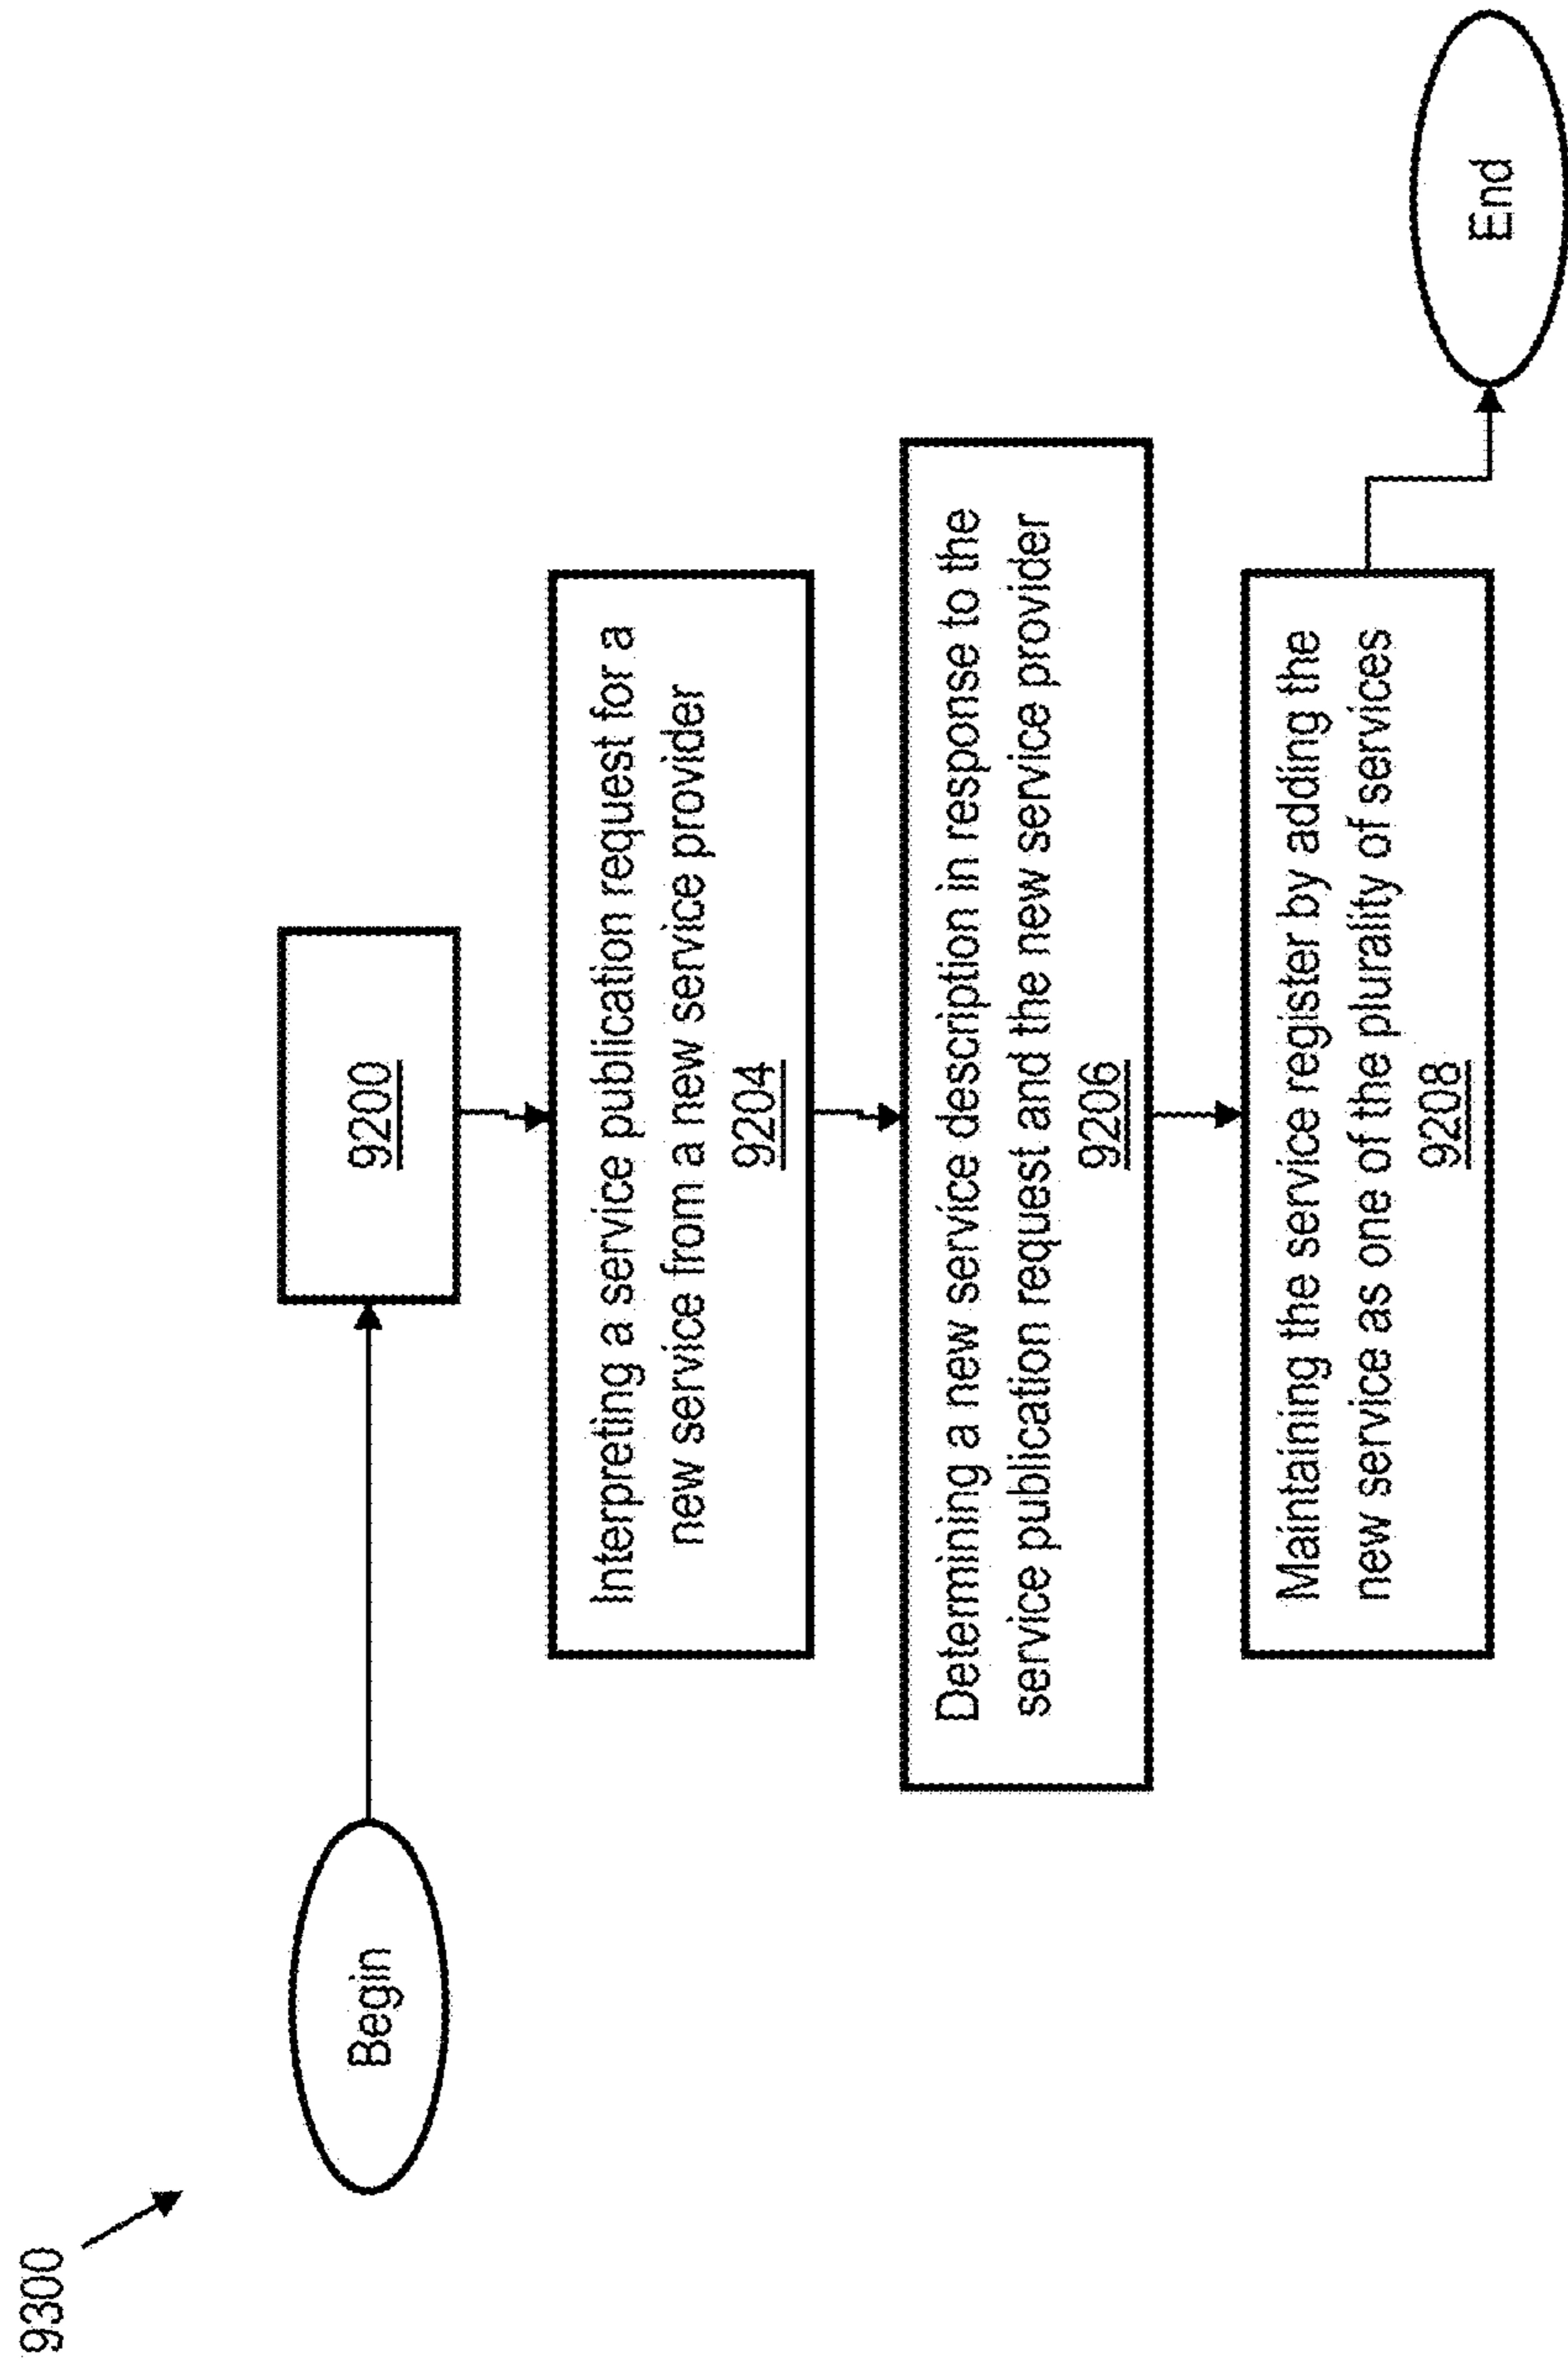 9300
Begin
9200
Interpreting a service publication request for a
new service from a new service provider
9204
Determining a new service description in response to the
service publication request and the new service provider
9206
Maintaining the service register by adding the
new service as one of the plurality of services
9208
End